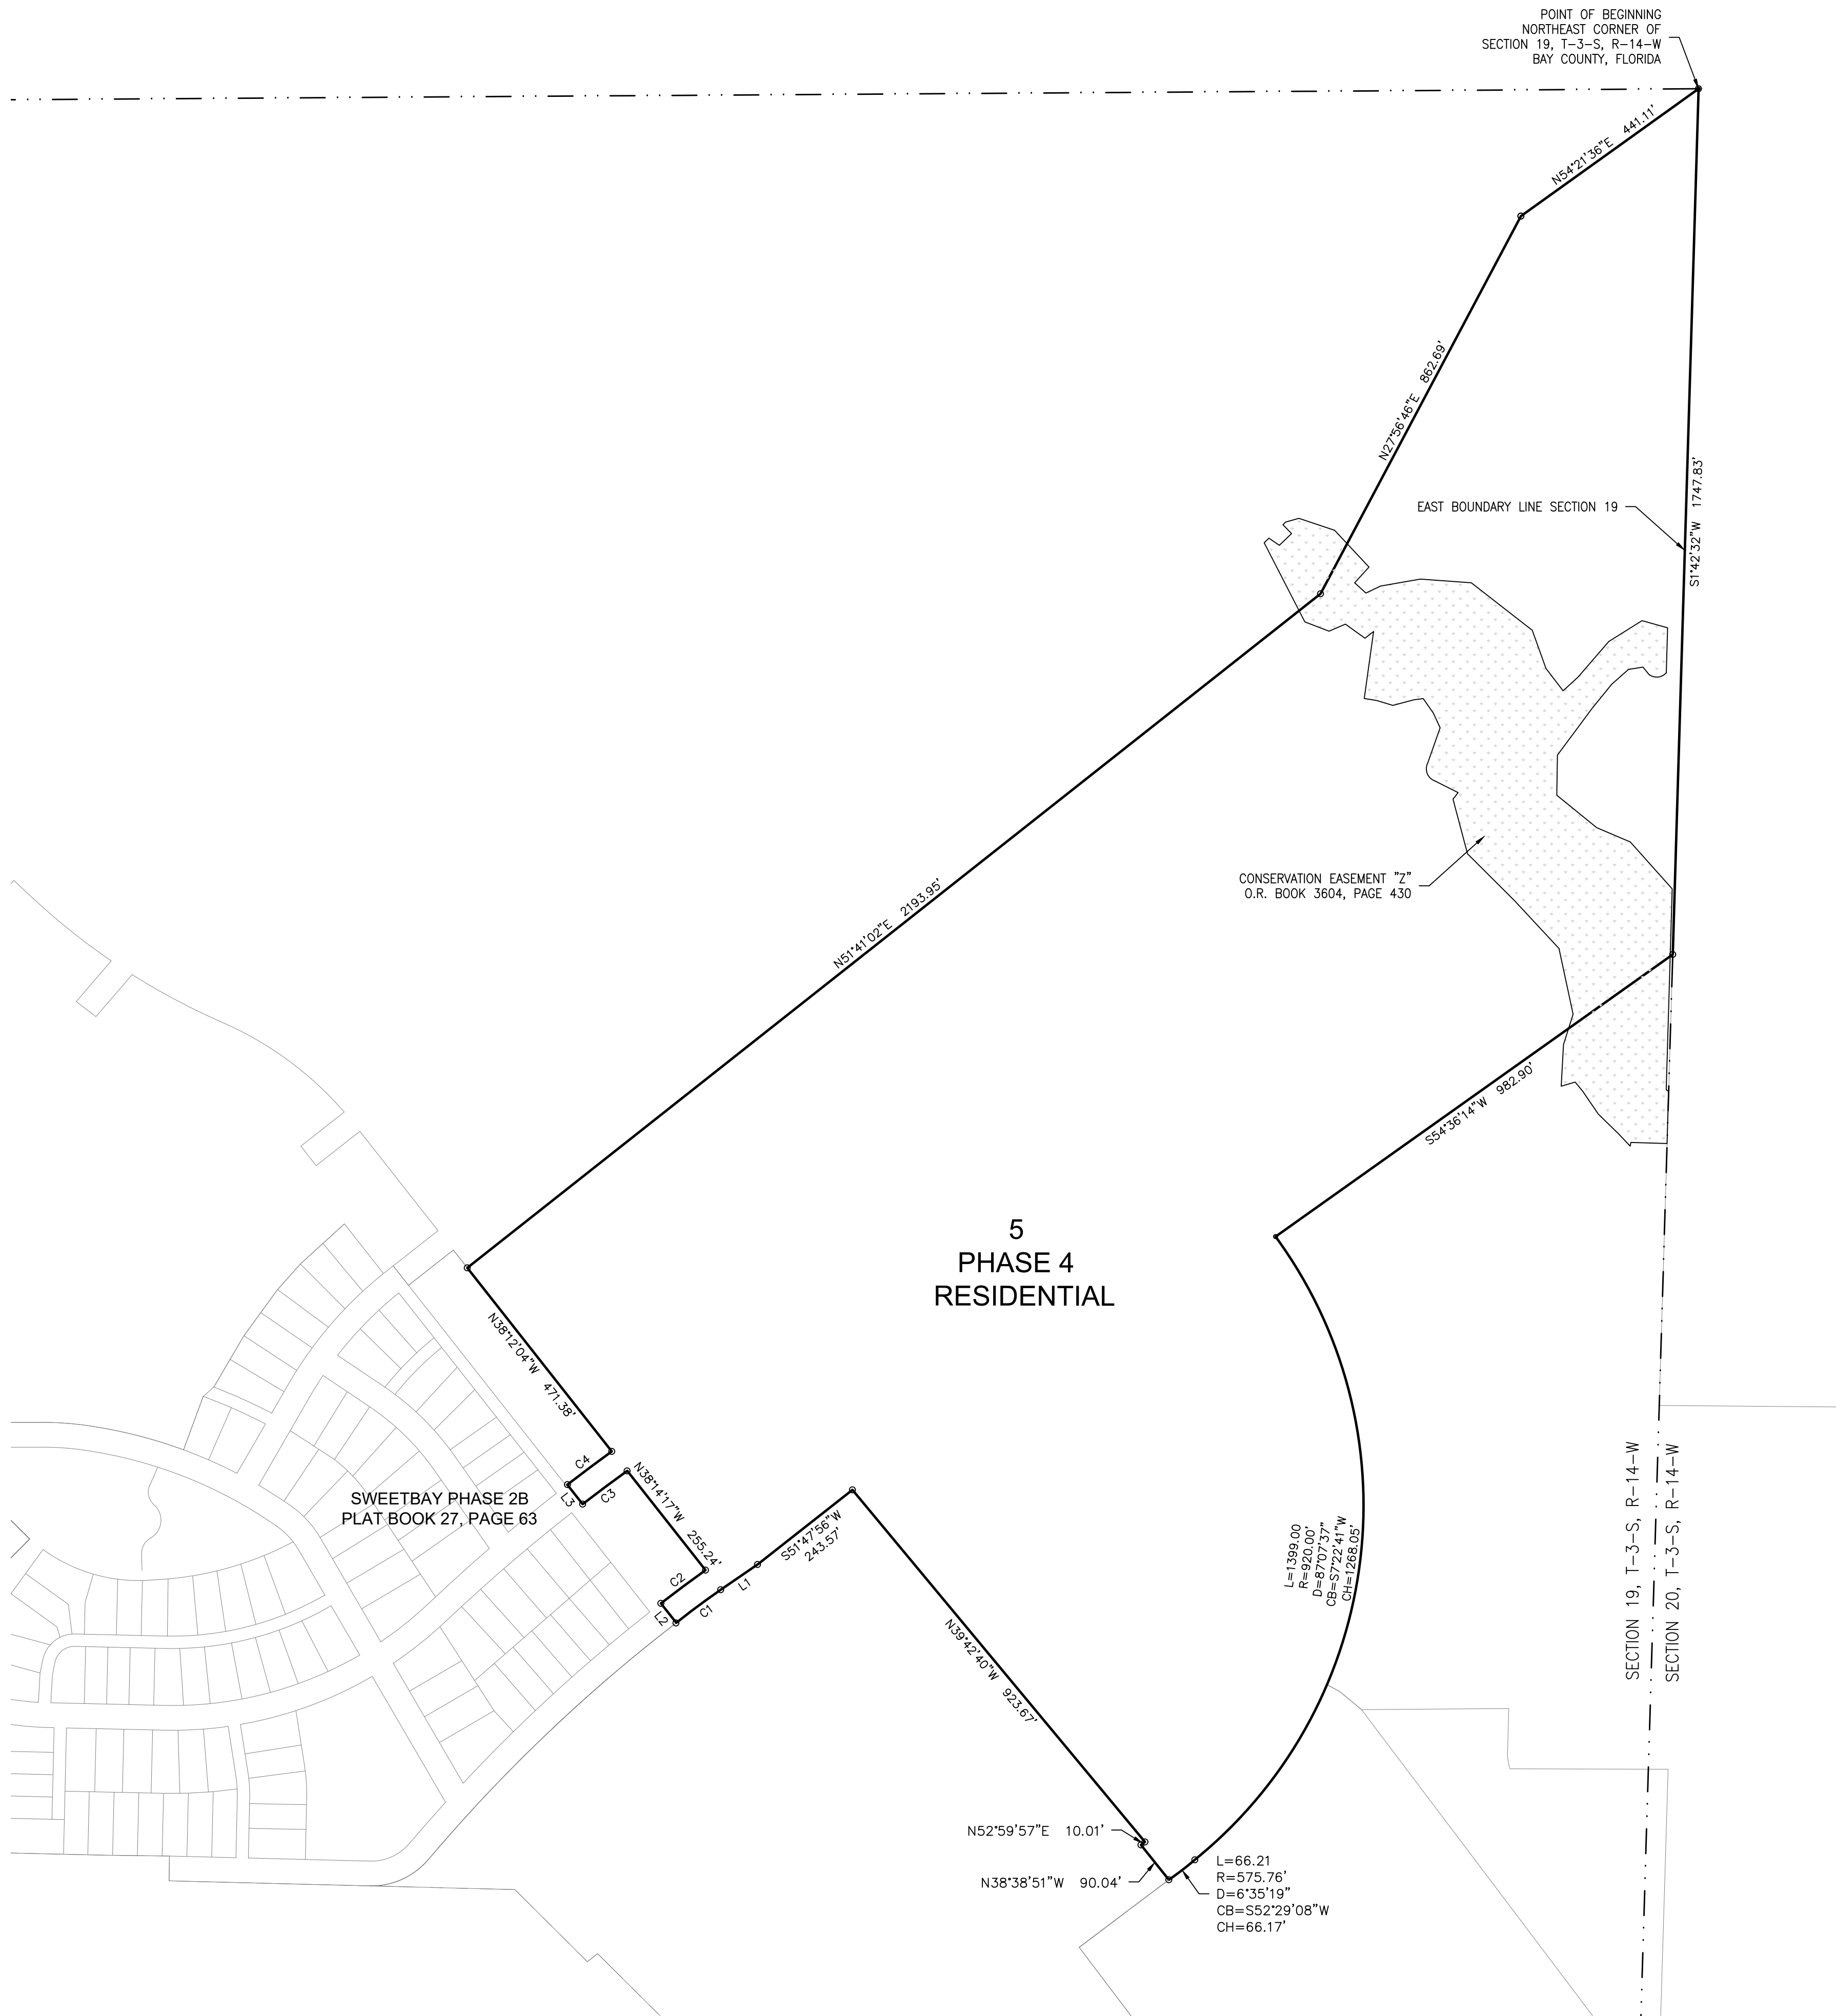 POINT OF BEGINNING
NORTHEAST CORNER OF
SECTION 19, T-3-S, R-14-W
BAY COUNTY, FLORIDA
N54°21'36"E 441.11'
N27°56'46"E 862.69'
EAST BOUNDARY LINE SECTION 19
S1°42'32"W 1747.83'
CONSERVATION EASEMENT "Z"
O.R. BOOK 3604, PAGE 430
N51°41'02"E 2193.95'
S54°36'14"W 982.90'
5
PHASE 4
RESIDENTIAL
N38°12'04"W 471.38'
C4
L3
C3
N38°14'17"W 255.24'
SWEETBAY PHASE 2B
PLAT BOOK 27, PAGE 63
C2
L2
C1
L1
S51°47'56"W
243.57'
L=1399.00
R=920.00'
D=87°07'37"
CB=S7°22'41"W
CH=1268.05'
SECTION 19, T-3-S, R-14-W
SECTION 20, T-3-S, R-14-W
N39°42'40"W 923.67'
N52°59'57"E 10.01'
N38°38'51"W 90.04'
L=66.21
R=575.76'
D=6°35'19"
CB=S52°29'08"W
CH=66.17'